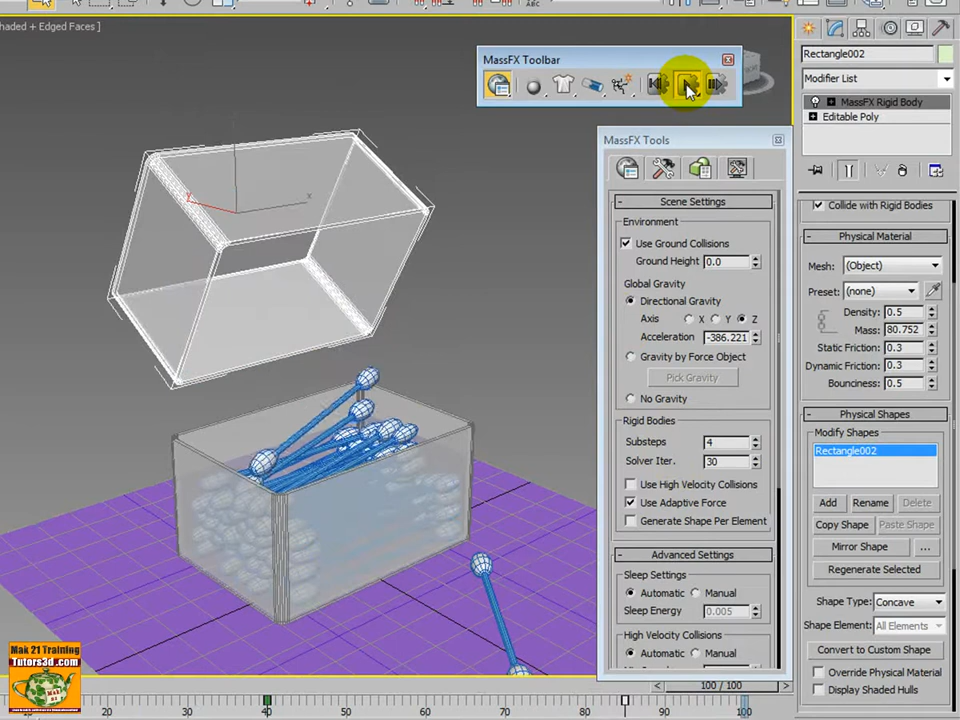 haded + Edged Faces ]
MassFX Toolbar
MassFX Tools
Scene Settings
Environment
Use Ground Collisions
Ground Height 0.0
Global Gravity
Directional Gravity
Axis X Y Z
Acceleration -386.221
Gravity by Force Object
Pick Gravity
No Gravity
Rigid Bodies
Substeps 4
Solver Iter. 30
Use High Velocity Collisions
Use Adaptive Force
Generate Shape Per Element
Advanced Settings
Sleep Settings
Automatic Manual
Sleep Energy 0.005
High Velocity Collisions
Automatic Manual
Rectangle002
Modifier List
MassFX Rigid Body
Editable Poly
Collide with Rigid Bodies
Physical Material
Mesh: (Object)
Preset: (none)
Density: 0.5
Mass: 80.752
Static Friction: 0.3
Dynamic Friction: 0.3
Bounciness: 0.5
Physical Shapes
Modify Shapes
Rectangle002
Add Rename Delete
Copy Shape Paste Shape
Mirror Shape ...
Regenerate Selected
Shape Type: Concave
Shape Element: All Elements
Convert to Custom Shape
Override Physical Material
Display Shaded Hulls
x
y
Mak 21 Training
Tutors3d.com
100 / 100
20 30 40 50 60 70 80 90 100